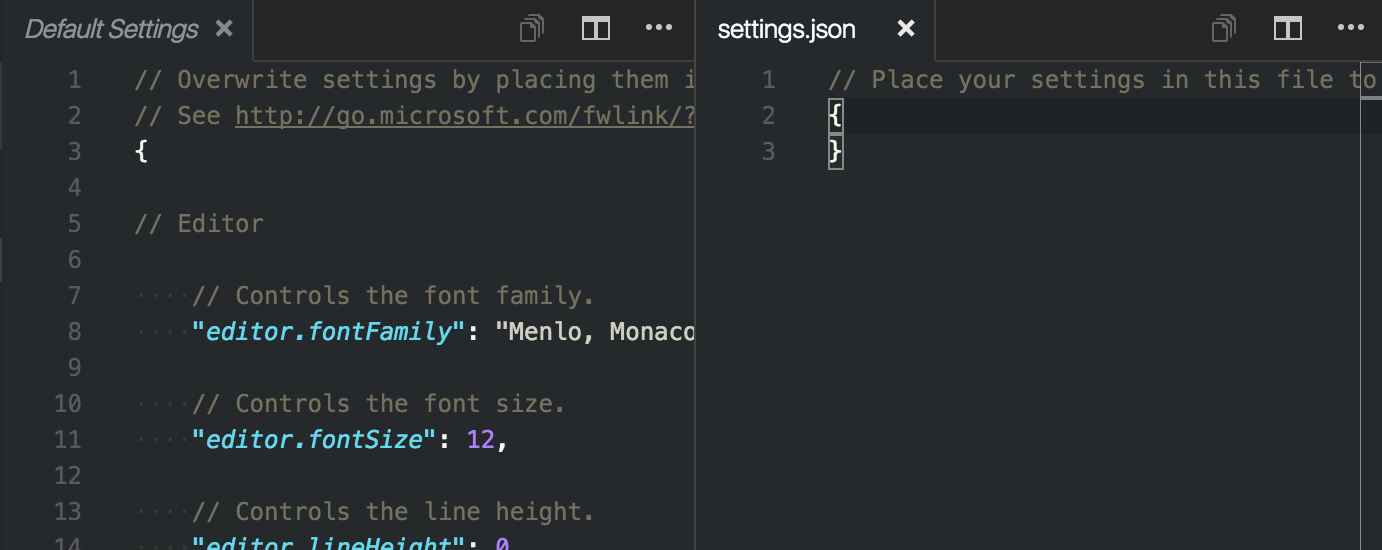 Default Settings
1 // Overwrite settings by placing them i
2 // See http://go.microsoft.com/fwlink/?
3 {
4
5 // Editor
6
7 // Controls the font family.
8 "editor.fontFamily": "Menlo, Monaco
9
10 // Controls the font size.
11 "editor.fontSize": 12,
12
13 // Controls the line height.
14 "editor.lineHeight": 0
settings.json
1 // Place your settings in this file to
2 {
3 }